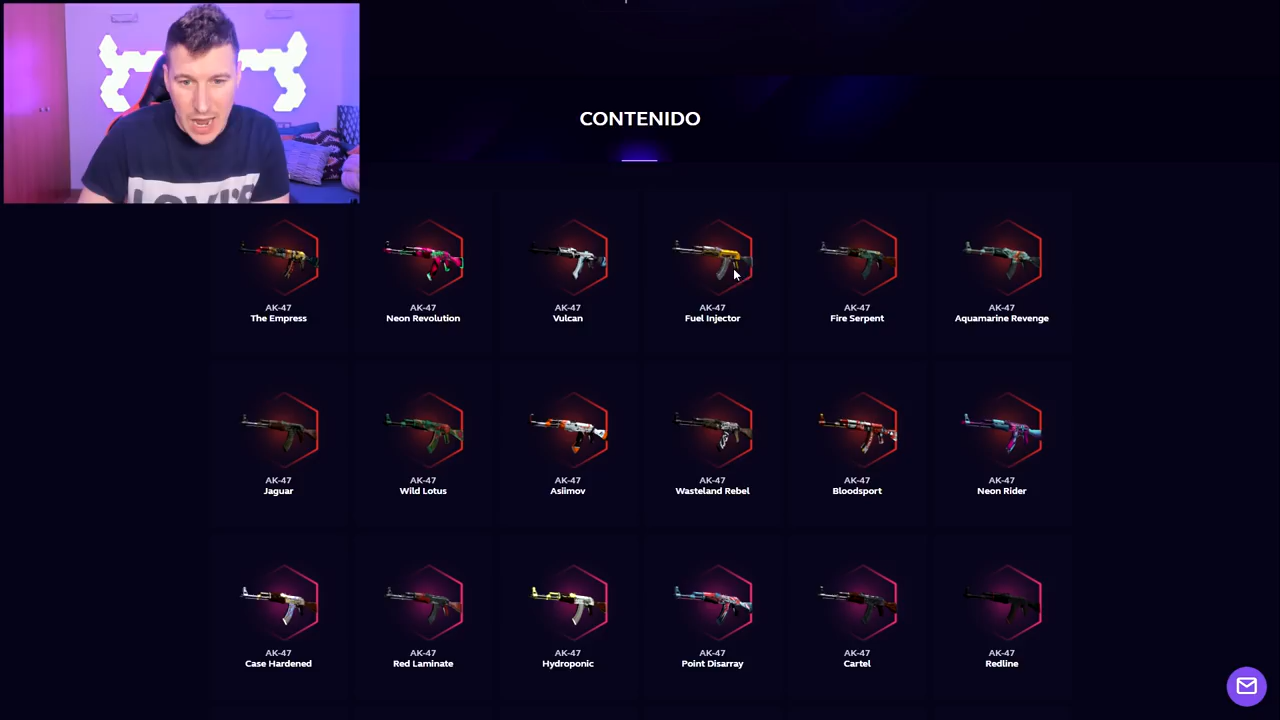 CONTENIDO
LEVI'S
AK-47
The Empress
AK-47
Neon Revolution
AK-47
Vulcan
AK-47
Fuel Injector
AK-47
Fire Serpent
AK-47
Aquamarine Revenge
AK-47
Jaguar
AK-47
Wild Lotus
AK-47
Asiimov
AK-47
Wasteland Rebel
AK-47
Bloodsport
AK-47
Neon Rider
AK-47
Case Hardened
AK-47
Red Laminate
AK-47
Hydroponic
AK-47
Point Disarray
AK-47
Cartel
AK-47
Redline